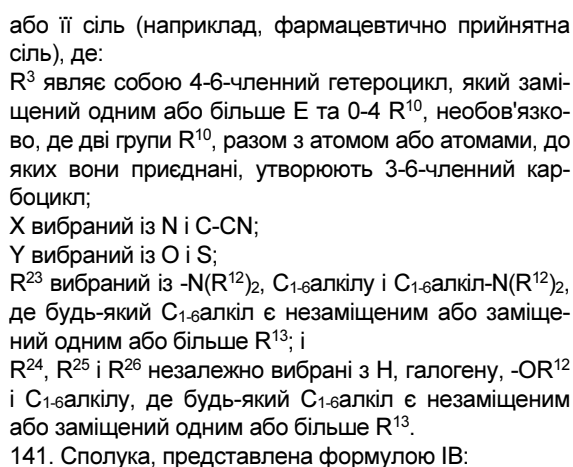 або її сіль (наприклад, фармацевтично прийнятна
сіль), де:
R³ являє собою 4-6-членний гетероцикл, який замі-
щений одним або більше E та 0-4 R¹⁰, необов'язко-
во, де дві групи R¹⁰, разом з атомом або атомами, до
яких вони приєднані, утворюють 3-6-членний кар-
боцикл;
X вибраний із N і C-CN;
Y вибраний із O і S;
R²³ вибраний із -N(R¹²)₂, C₁₋₆алкілу і C₁₋₆алкіл-N(R¹²)₂,
де будь-який C₁₋₆алкіл є незаміщеним або заміще-
ний одним або більше R¹³; і
R²⁴, R²⁵ і R²⁶ незалежно вибрані з H, галогену, -OR¹²
і C₁₋₆алкілу, де будь-який C₁₋₆алкіл є незаміщеним
або заміщений одним або більше R¹³.
141. Сполука, представлена формулою IB: